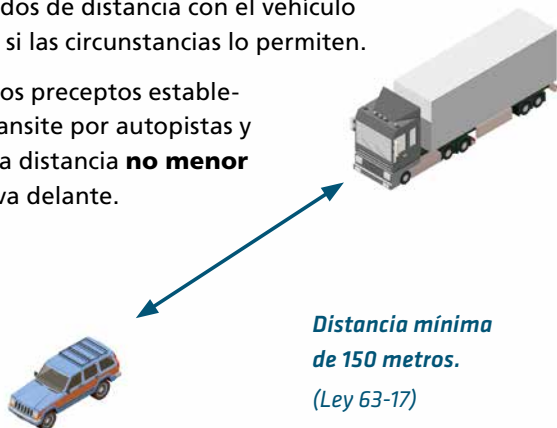 dos de distancia con el vehículo
si las circunstancias lo permiten.
os preceptos estable-
ansite por autopistas y
a distancia no menor
va delante.
Distancia mínima
de 150 metros.
(Ley 63-17)